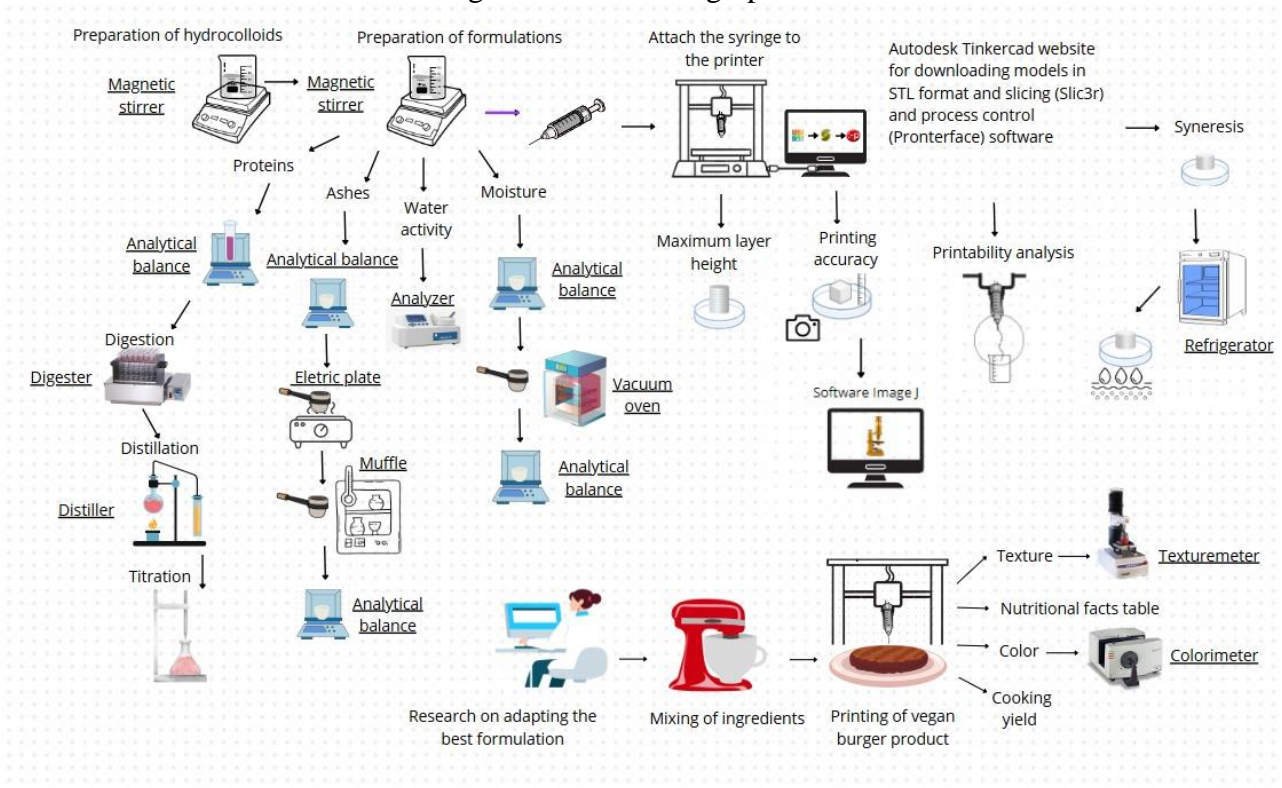 Preparation of hydrocolloids
Preparation of formulations
Attach the syringe to
the printer
Autodesk Tinkercad website
for downloading models in
STL format and slicing (Slic3r)
and process control
(Pronterface) software
Magnetic
stirrer
Magnetic
stirrer
Syneresis
Proteins
Ashes
Water
activity
Moisture
Analytical
balance
Analytical balance
Analyzer
Analytical
balance
Maximum layer
height
Printing
accuracy
Printability analysis
Refrigerator
Digestion
Digester
Eletric plate
Vacuum
oven
Software Image J
Distillation
Distiller
Muffle
Analytical
balance
Titration
Analytical
balance
Texture
Texturemeter
Nutritional facts table
Color
Colorimeter
Cooking
yield
Research on adapting the
best formulation
Mixing of ingredients
Printing of vegan
burger product